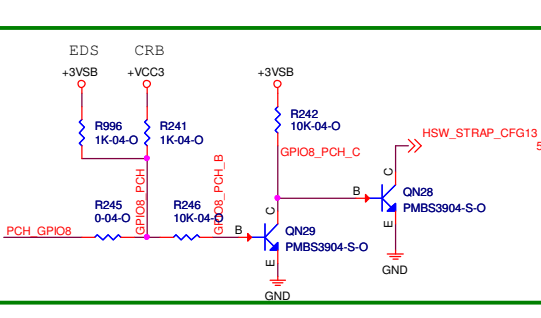 EDS
CRB
+3VSB
+VCC3
+3VSB
R996
1K-04-O
R241
1K-04-O
R242
10K-04-O
HSW_STRAP_CFG13
5
GPIO8_PCH_C
GPIO8_PCH
GPIO8_PCH_B
C
B
QN28
PMBS3904-S-O
E
GND
R245
0-04-O
R246
10K-04-O
PCH_GPIO8
B
C
QN29
PMBS3904-S-O
E
GND